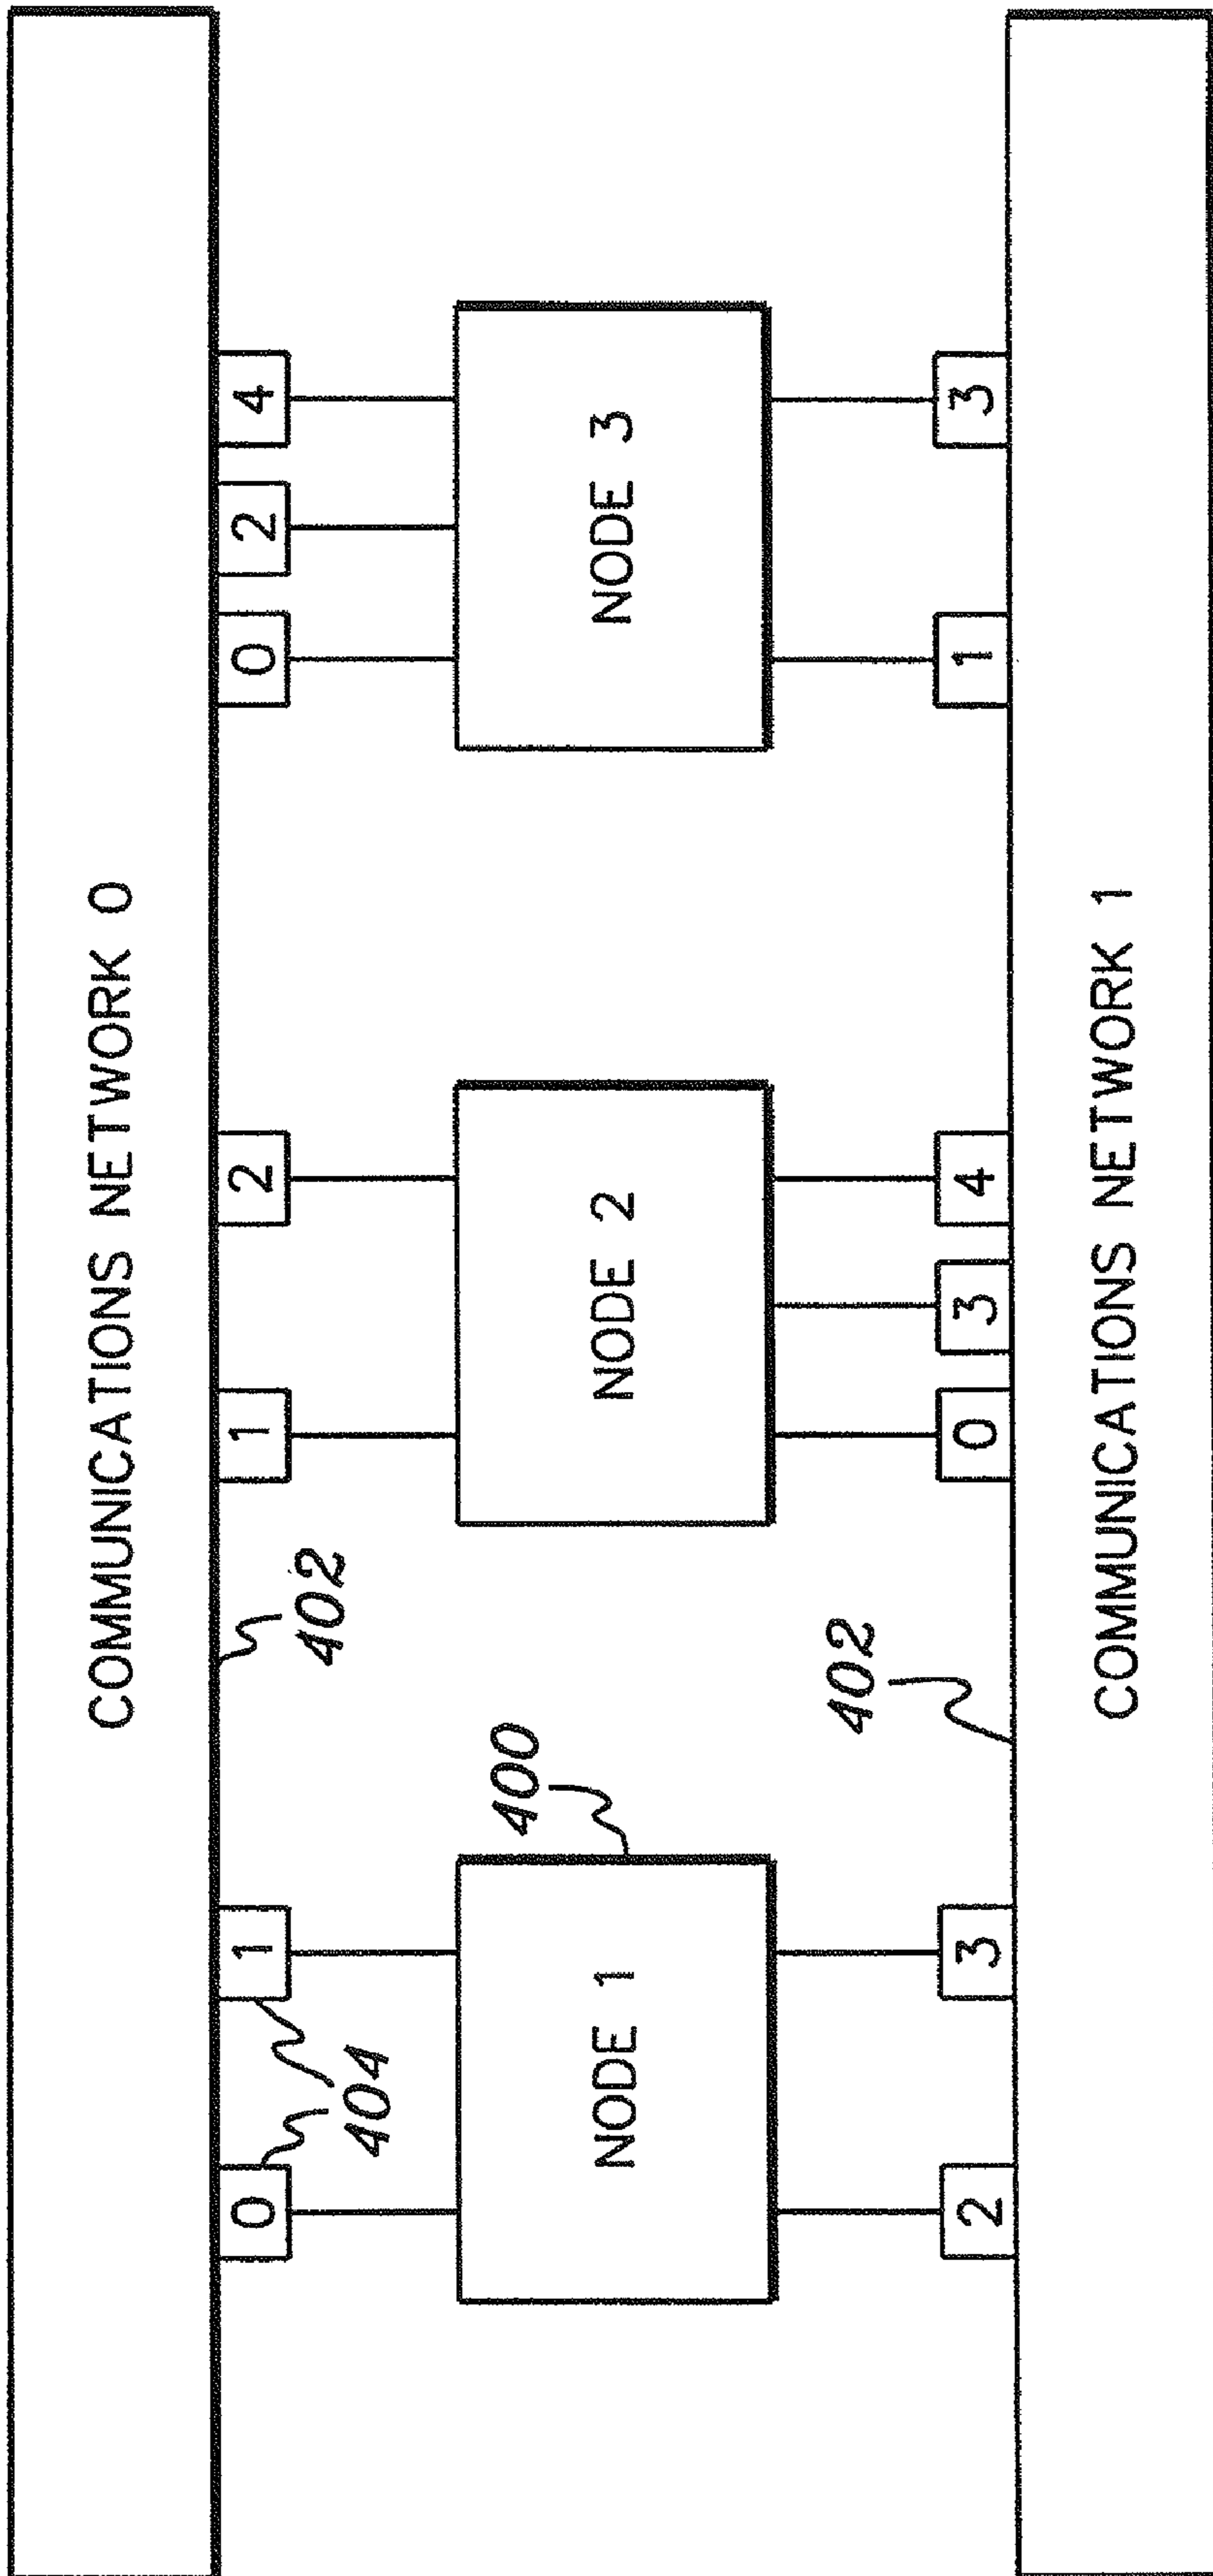 COMMUNICATIONS NETWORK 0
0 1 1 2 0 2 4
404 402
400
NODE 1 NODE 2 NODE 3
402
2 3 0 3 4 1 3
COMMUNICATIONS NETWORK 1